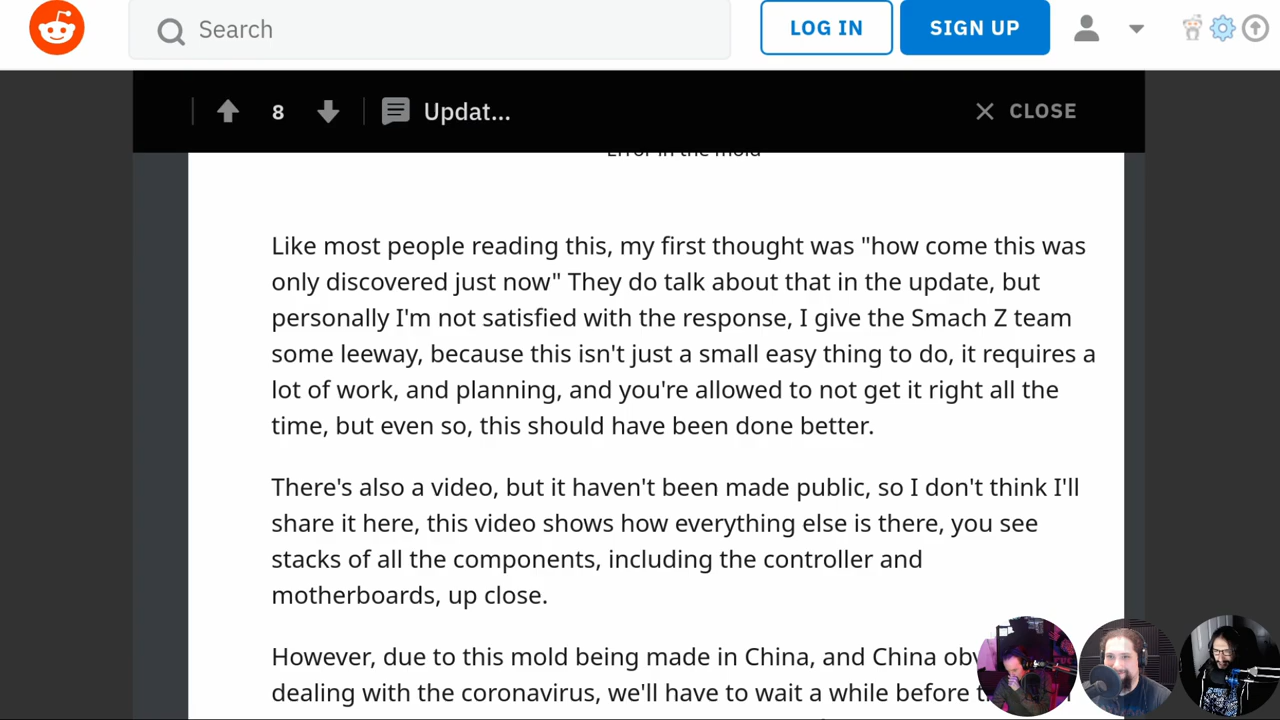 Search
LOG IN
SIGN UP
8
Updat...
CLOSE
Error in the mold
Like most people reading this, my first thought was "how come this was
only discovered just now" They do talk about that in the update, but
personally I'm not satisfied with the response, I give the Smach Z team
some leeway, because this isn't just a small easy thing to do, it requires a
lot of work, and planning, and you're allowed to not get it right all the
time, but even so, this should have been done better.
There's also a video, but it haven't been made public, so I don't think I'll
share it here, this video shows how everything else is there, you see
stacks of all the components, including the controller and
motherboards, up close.
However, due to this mold being made in China, and China
dealing with the coronavirus, we'll have to wait a while before